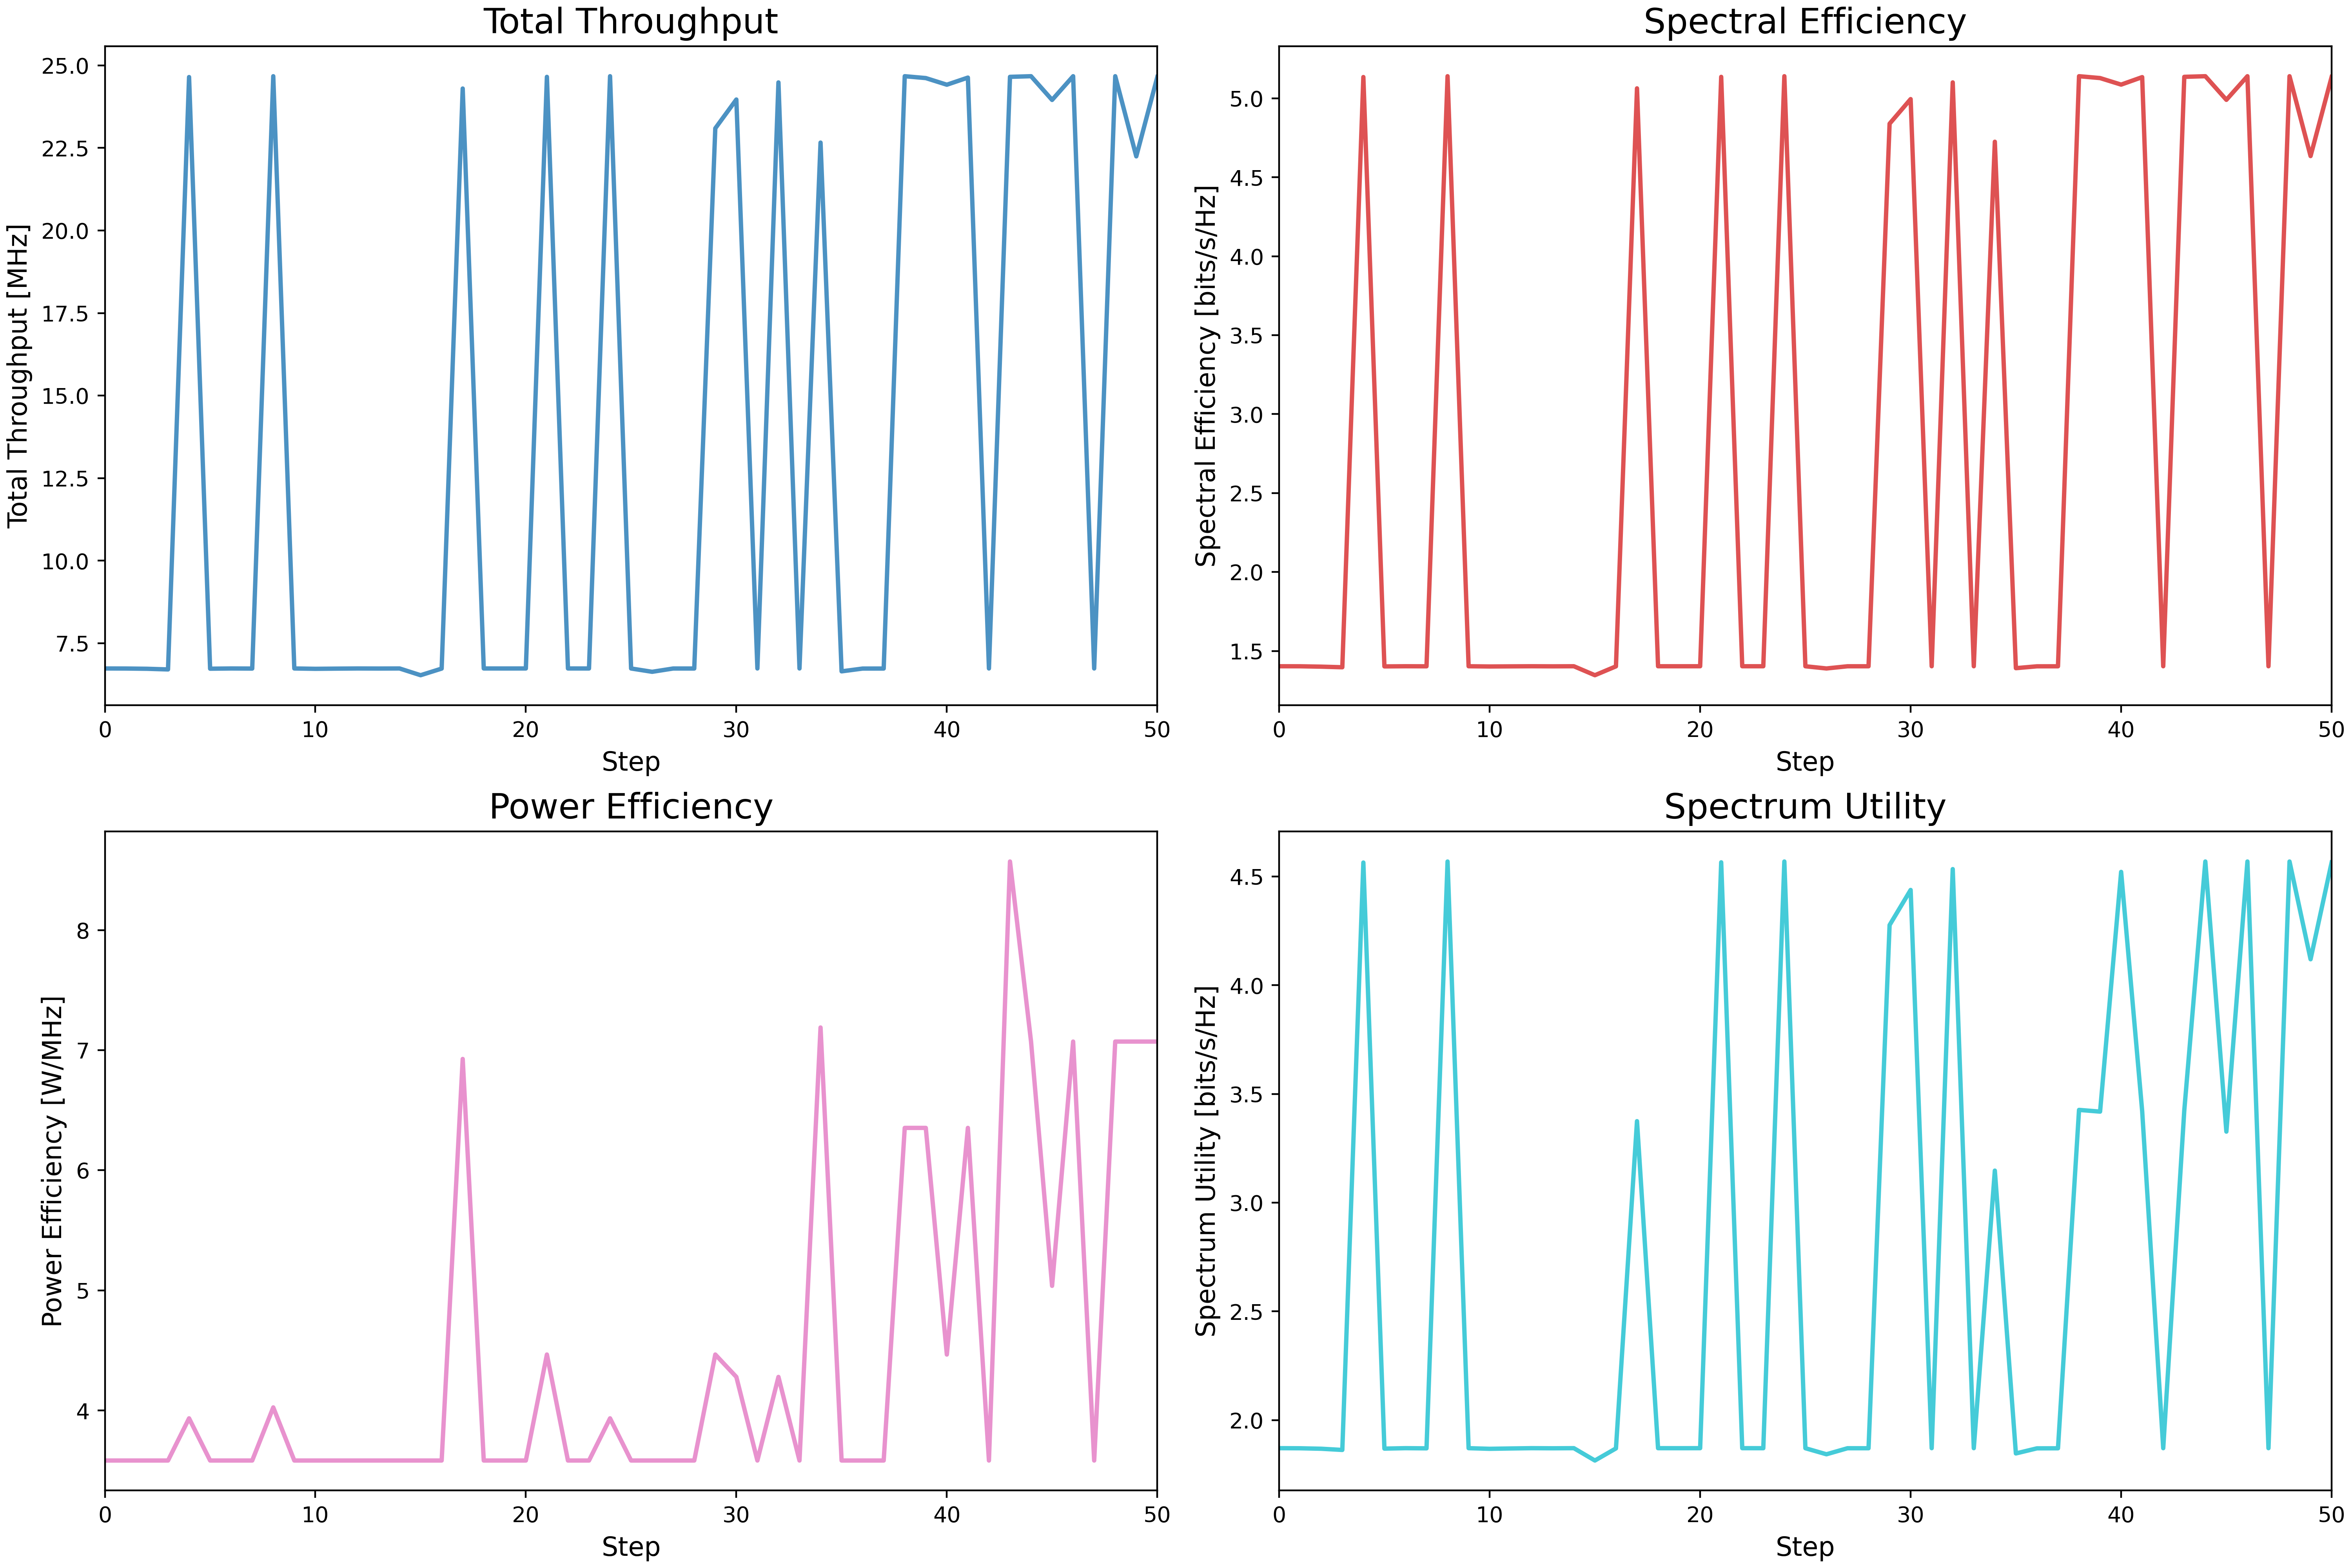 Total Throughput
Total Throughput [MHz]
25.0
22.5
20.0
17.5
15.0
12.5
10.0
7.5
0 10 20 30 40 50
Step
Spectral Efficiency
Spectral Efficiency [bits/s/Hz]
5.0
4.5
4.0
3.5
3.0
2.5
2.0
1.5
0 10 20 30 40 50
Step
Power Efficiency
Power Efficiency [W/MHz]
8
7
6
5
4
0 10 20 30 40 50
Step
Spectrum Utility
Spectrum Utility [bits/s/Hz]
4.5
4.0
3.5
3.0
2.5
2.0
0 10 20 30 40 50
Step